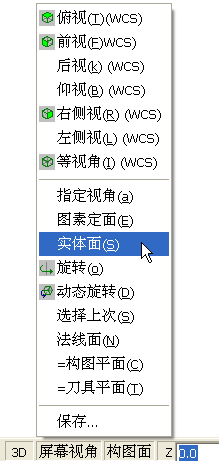 俯视(T)(WCS)
前视(F)WCS)
后视(k) (WCS)
仰视(B) (WCS)
右侧视(R) (WCS)
左侧视(L) (WCS)
等视角(I) (WCS)
指定视角(a)
图素定面(E)
实体面(S)
旋转(o)
动态旋转(D)
选择上次(S)
法线面(N)
=构图平面(C)
=刀具平面(T)
保存...
3D 屏幕视角 构图面 Z 0.0